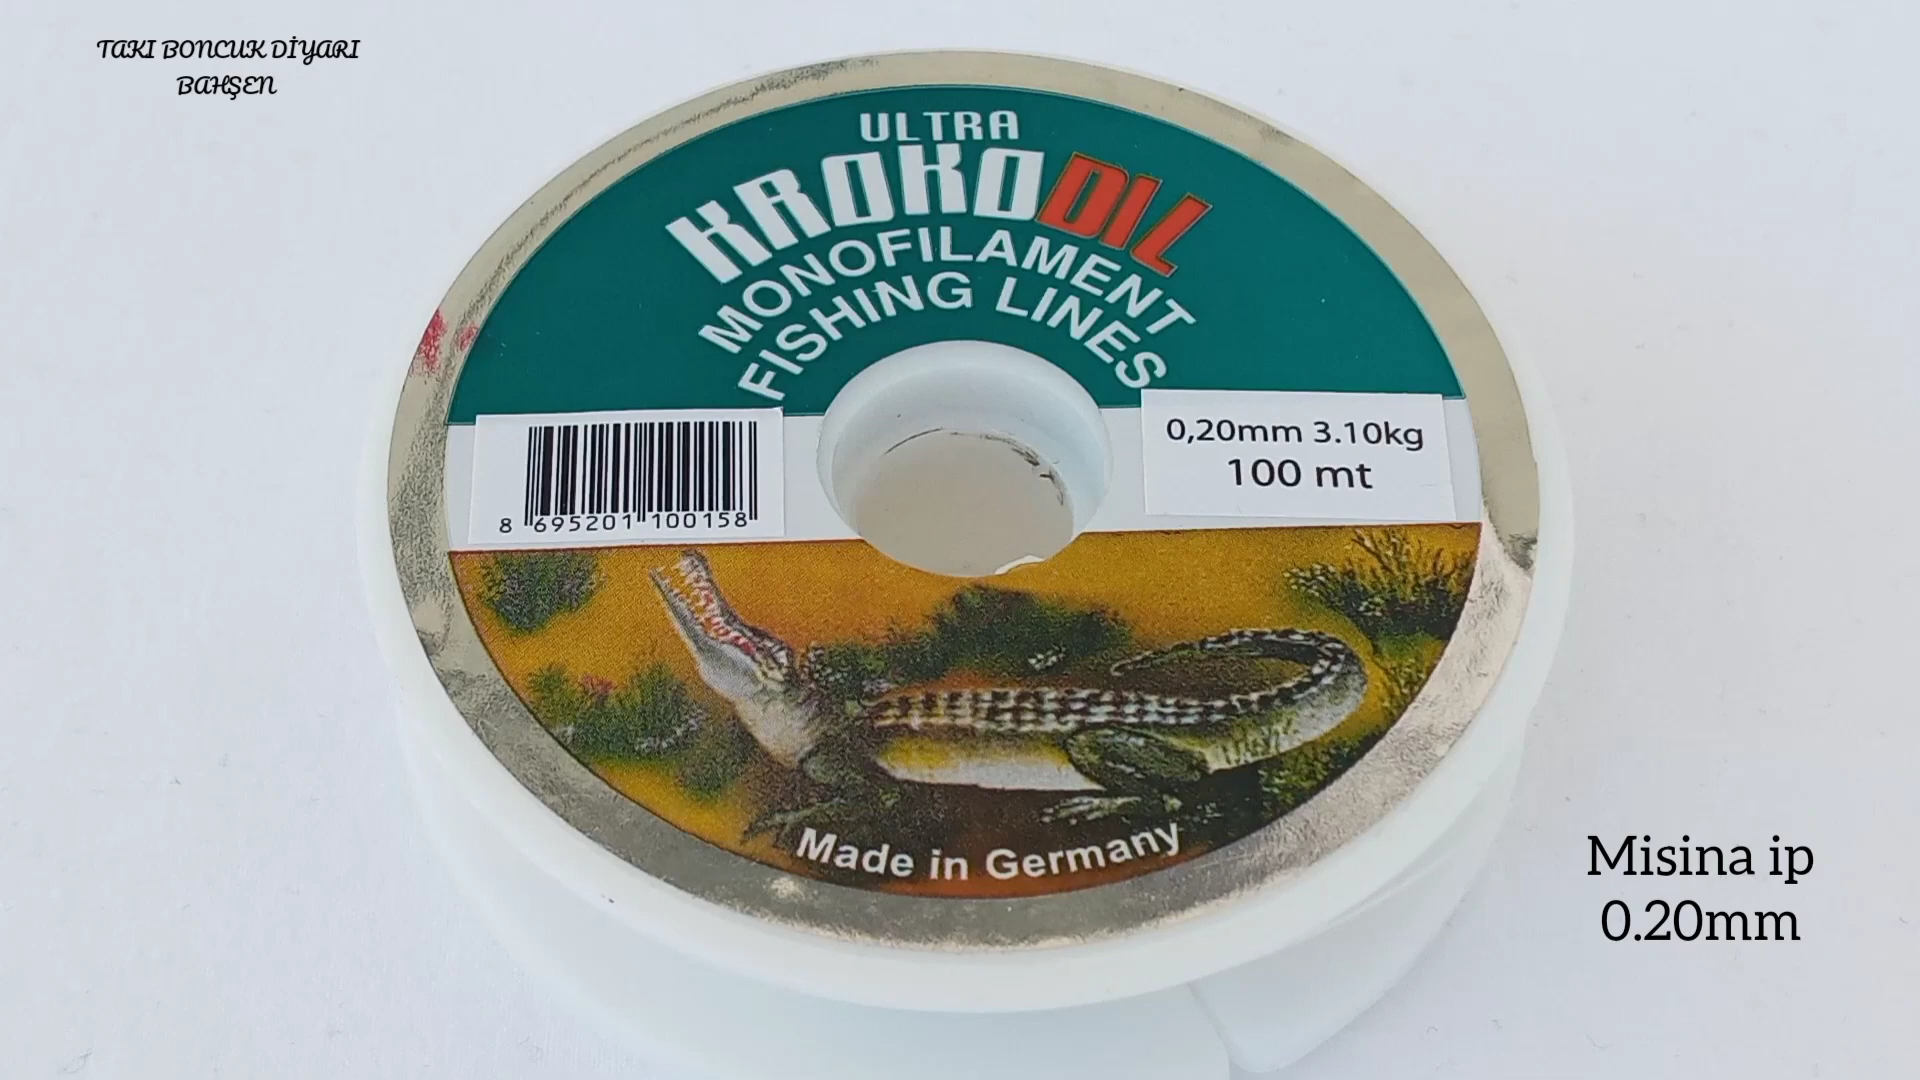 TAKI BONCUK DİYARI
BAHŞEN
ULTRA
KROKODIL
MONOFILAMENT
FISHING LINES
8 695201 100158
0,20mm 3.10kg
100 mt
Made in Germany
Misina ip
0.20mm